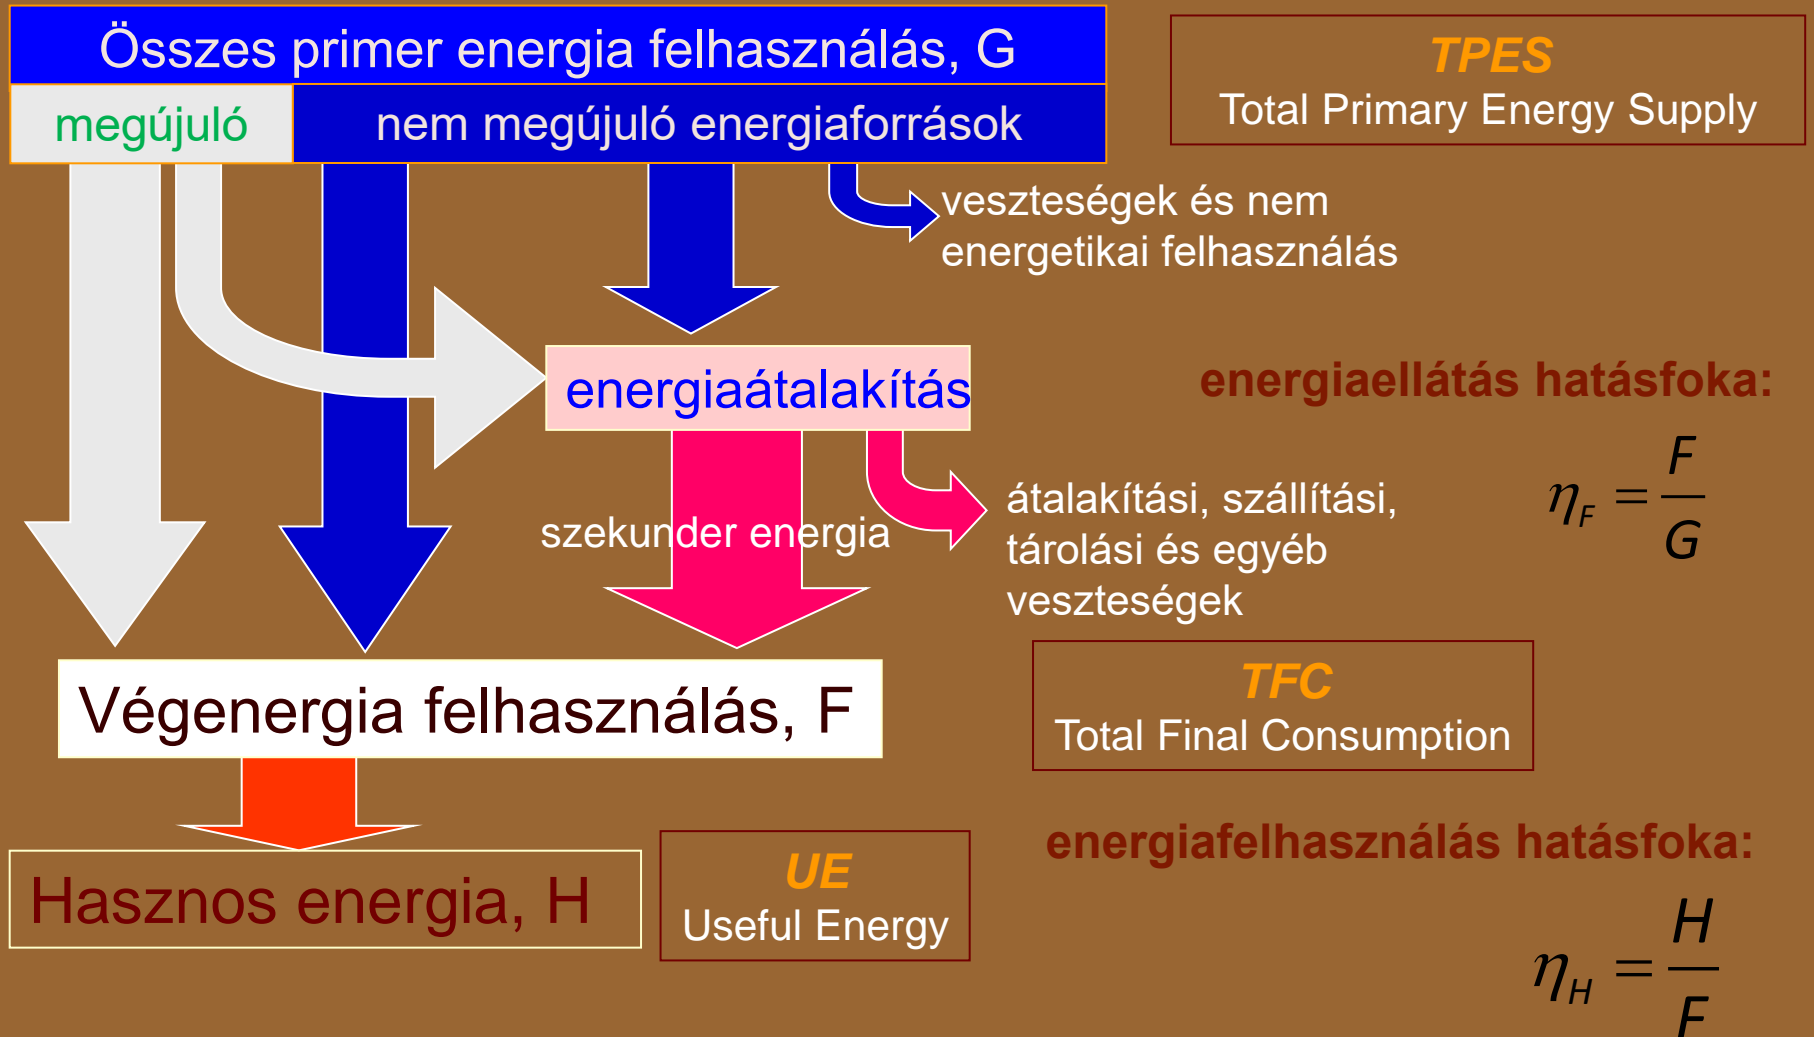 Összes primer energia felhasználás, G
TPES
Total Primary Energy Supply
megújuló
nem megújuló energiaforrások
veszteségek és nem
energetikai felhasználás
energiaátalakítás
energiaellátás hatásfoka:
η_F = F/G
szekunder energia
átalakítási, szállítási,
tárolási és egyéb
veszteségek
Végenergia felhasználás, F
TFC
Total Final Consumption
energiafelhasználás hatásfoka:
Hasznos energia, H
UE
Useful Energy
η_H = H/F